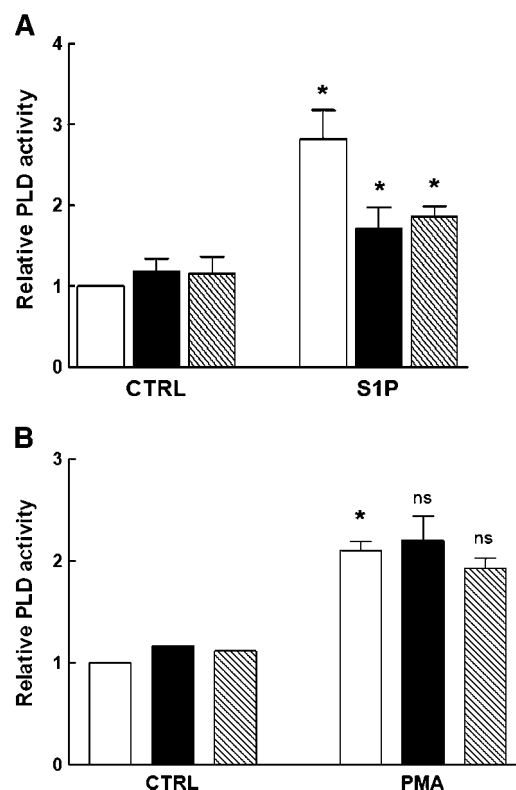 A
Relative PLD activity
4
3
2
1
0
*
*
*
CTRL
S1P
B
Relative PLD activity
3
2
1
0
*
ns
ns
CTRL
PMA